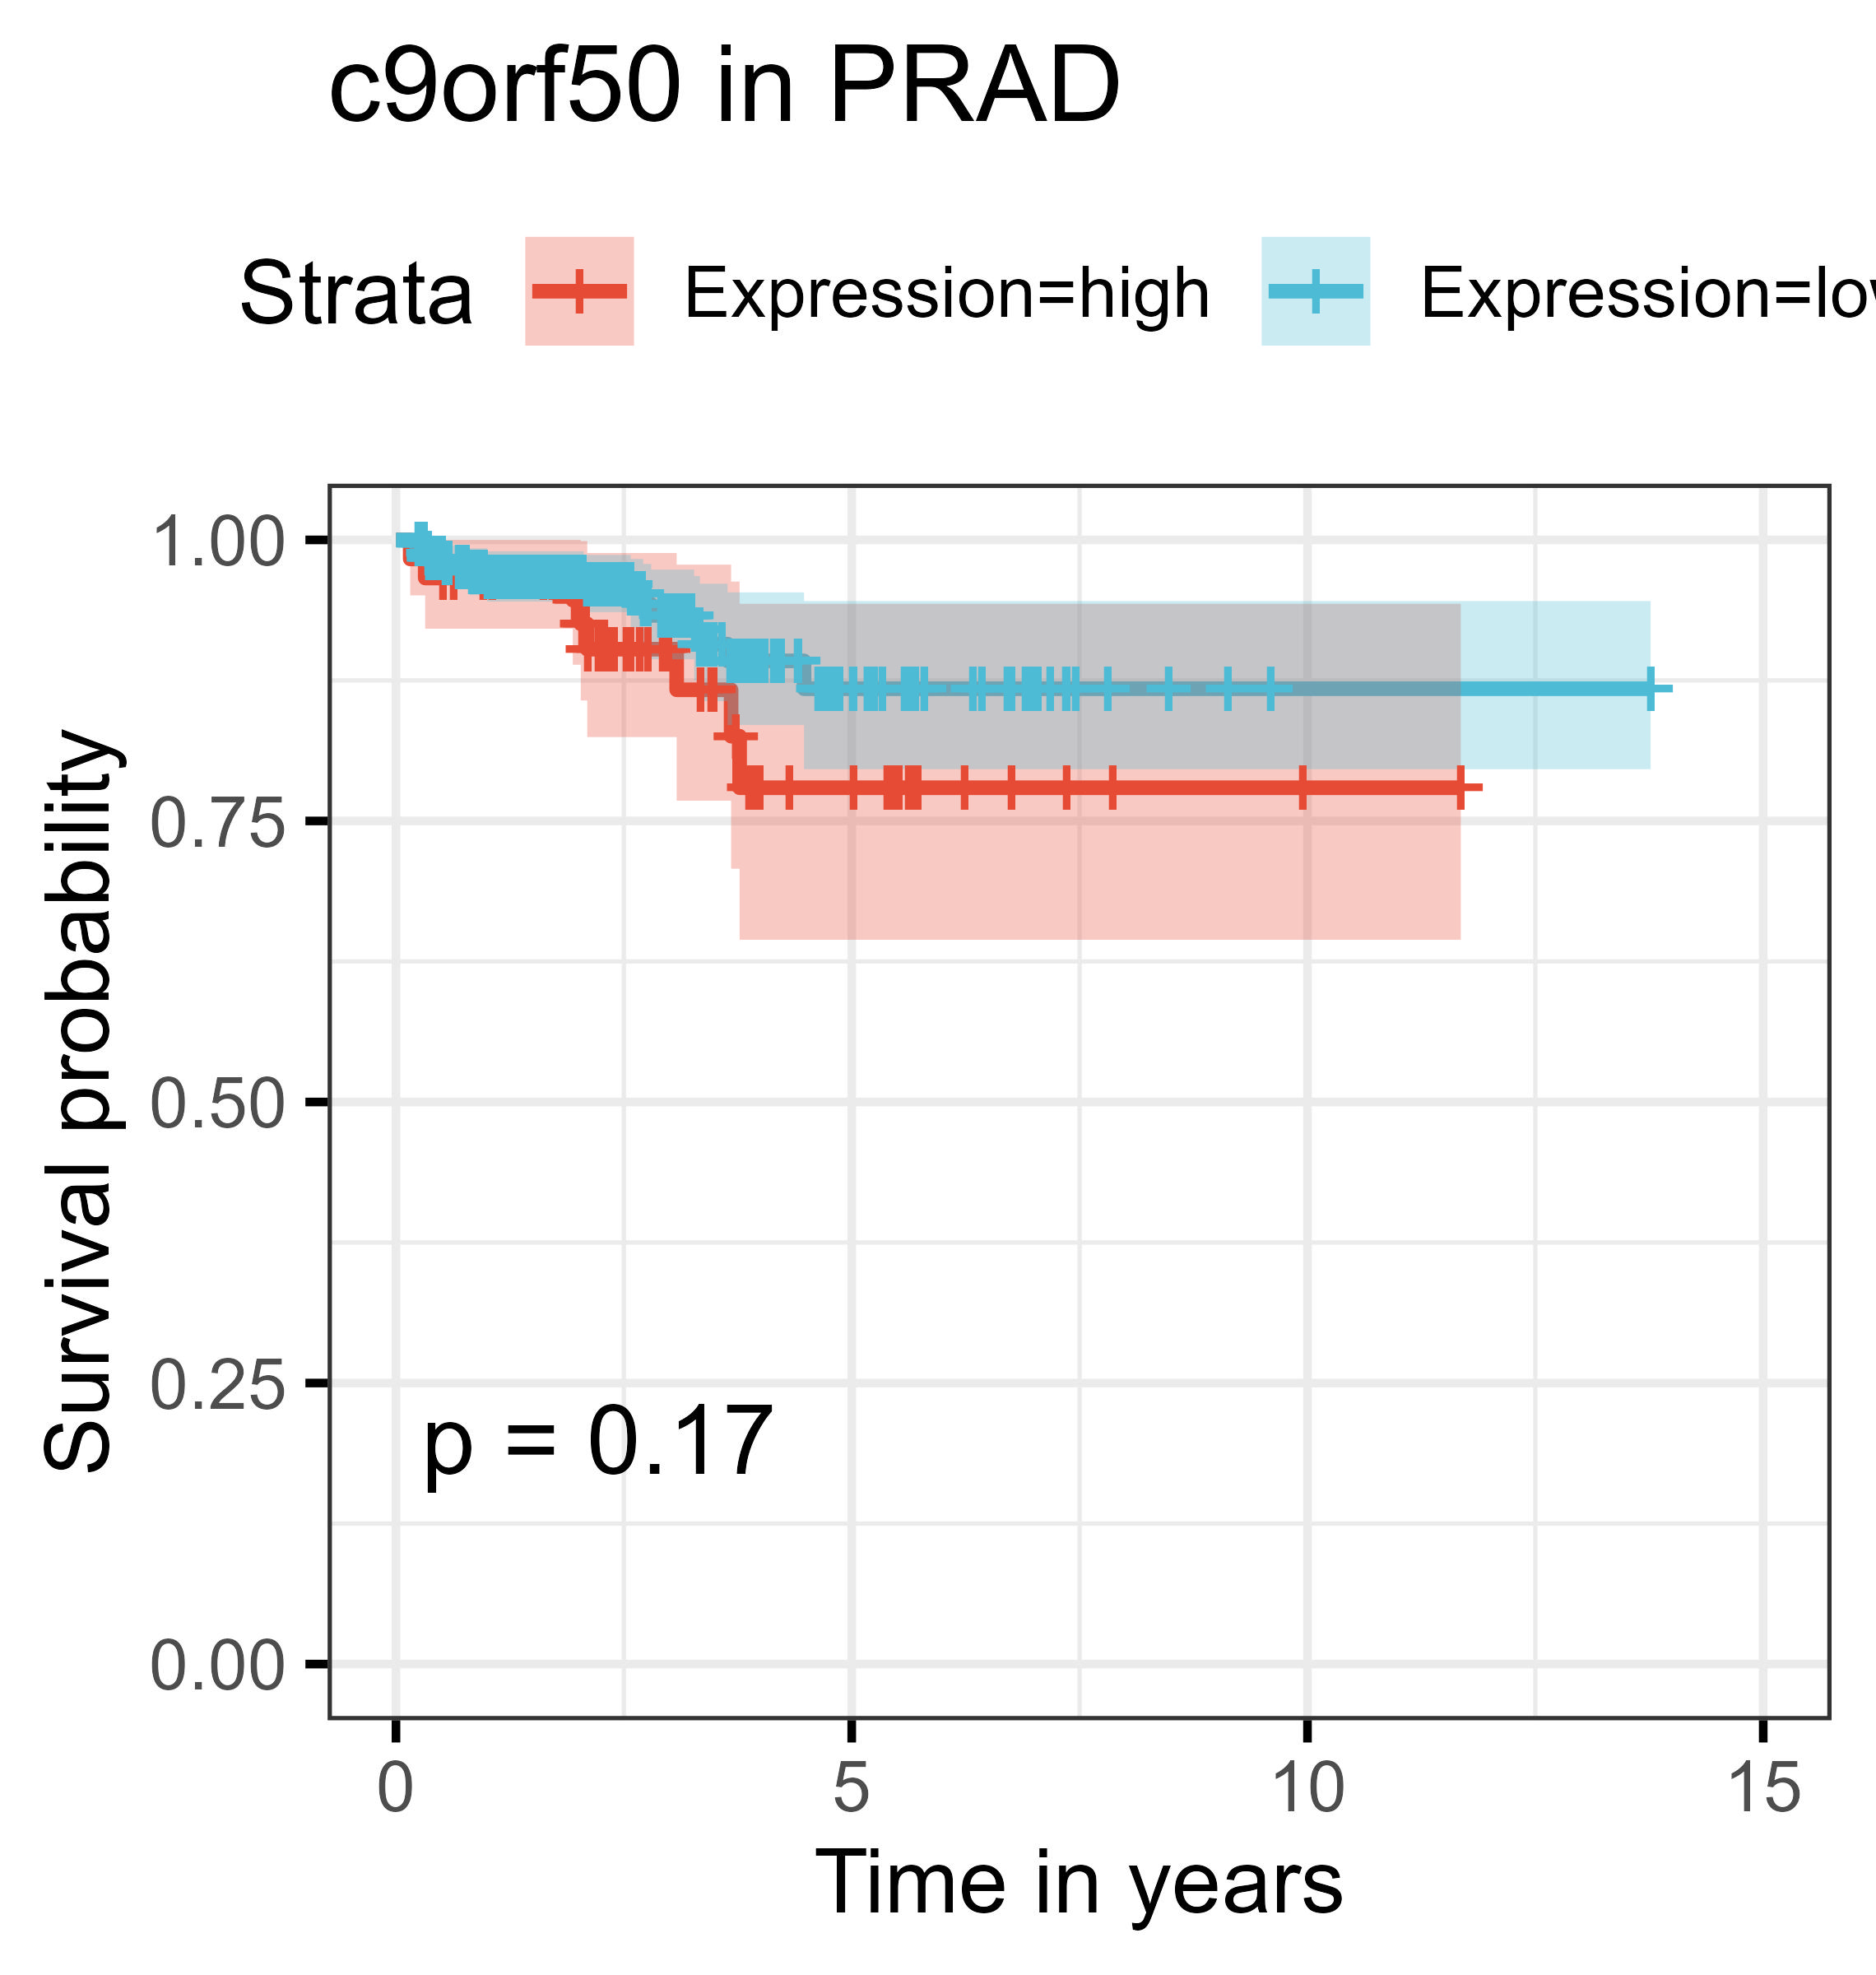 c9orf50 in PRAD
Strata Expression=high Expression=lo
Survival probability
1.00
0.75
0.50
0.25
0.00
p = 0.17
0 5 10 15
Time in years